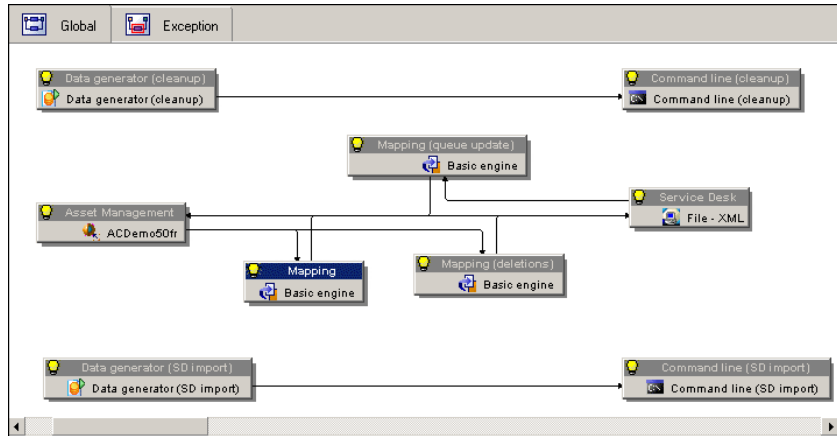 Global
Exception
Data generator (cleanup)
Data generator (cleanup)
Command line (cleanup)
Command line (cleanup)
Mapping (queue update)
Basic engine
Asset Management
ACDemo50fr
Service Desk
File - XML
Mapping
Basic engine
Mapping (deletions)
Basic engine
Data generator (SD import)
Data generator (SD import)
Command line (SD import)
Command line (SD import)